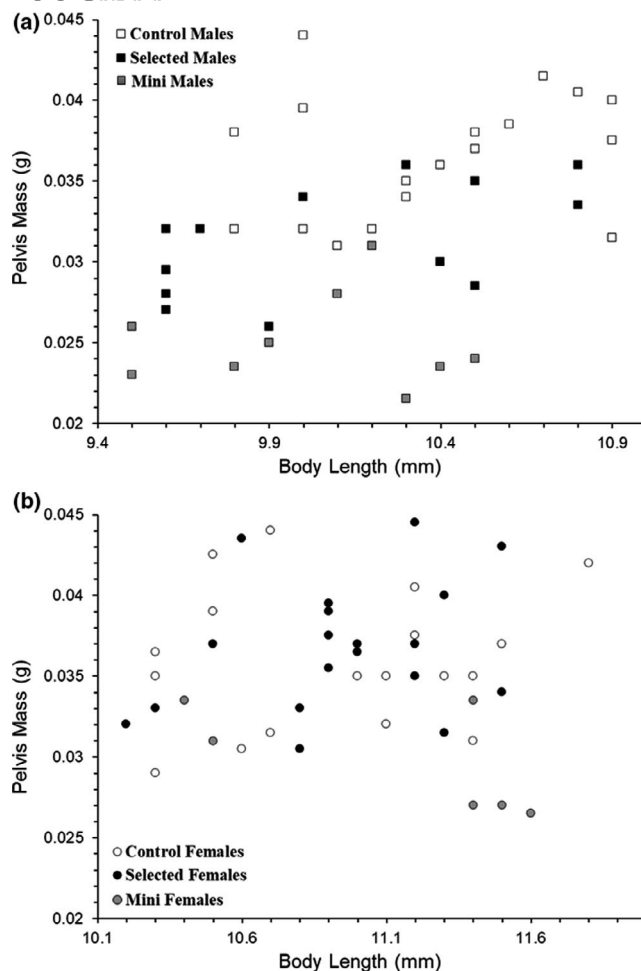 (a)
0.045
Control Males
Selected Males
Mini Males
0.04
0.035
0.03
0.025
0.02
Pelvis Mass (g)
9.4 9.9 10.4 10.9
Body Length (mm)
(b)
0.045
0.04
0.035
0.03
0.025
Control Females
Selected Females
Mini Females
0.02
Pelvis Mass (g)
10.1 10.6 11.1 11.6
Body Length (mm)